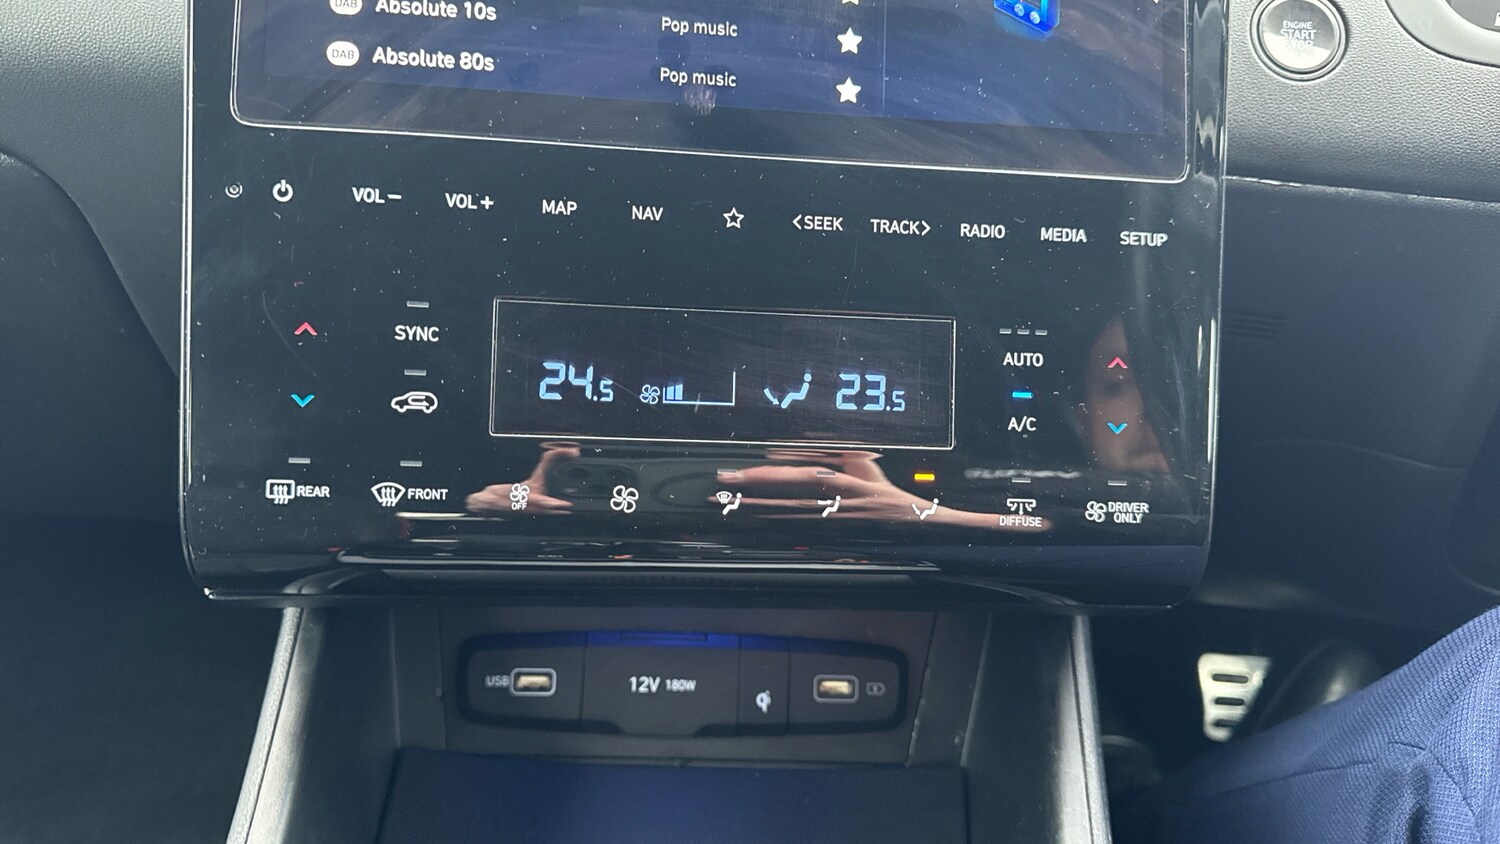 DAB Absolute 10s
Pop music
DAB Absolute 80s
Pop music
ENGINE
START
STOP
VOL− VOL+ MAP NAV <SEEK TRACK> RADIO MEDIA SETUP
SYNC
AUTO
24.5 23.5
A/C
REAR
FRONT
OFF
DIFFUSE
DRIVER
ONLY
USB
12V 180W